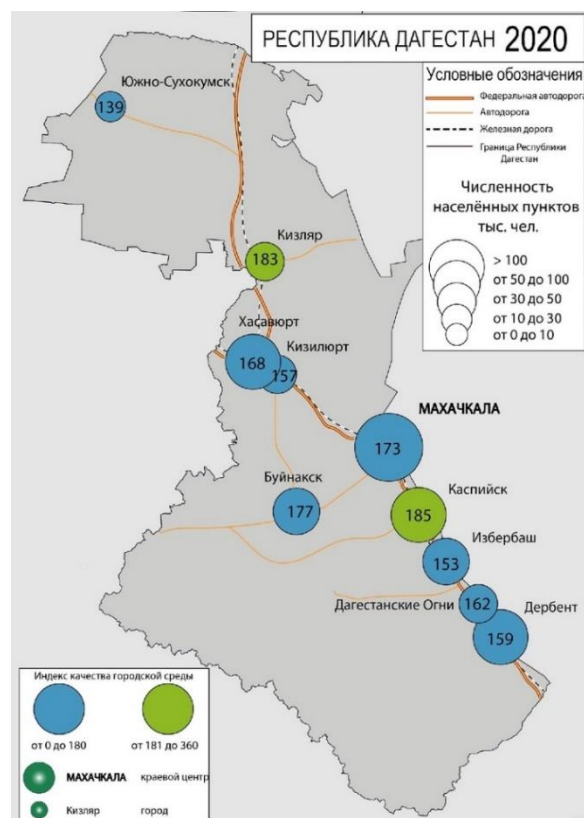 РЕСПУБЛИКА ДАГЕСТАН 2020
Условные обозначения
Федеральная автодорога
Автодорога
Железная дорога
Граница Республики
Дагестан
Численность
населённых пунктов
тыс. чел.
> 100
от 50 до 100
от 30 до 50
от 10 до 30
от 0 до 10
Южно-Сухокумск
139
Кизляр
183
Хасавюрт
168
Кизилюрт
157
МАХАЧКАЛА
173
Буйнакск
177
Каспийск
185
Избербаш
153
Дагестанские Огни
162
Дербент
159
Индекс качества городской среды
от 0 до 180
от 181 до 360
МАХАЧКАЛА краевой центр
Кизляр город